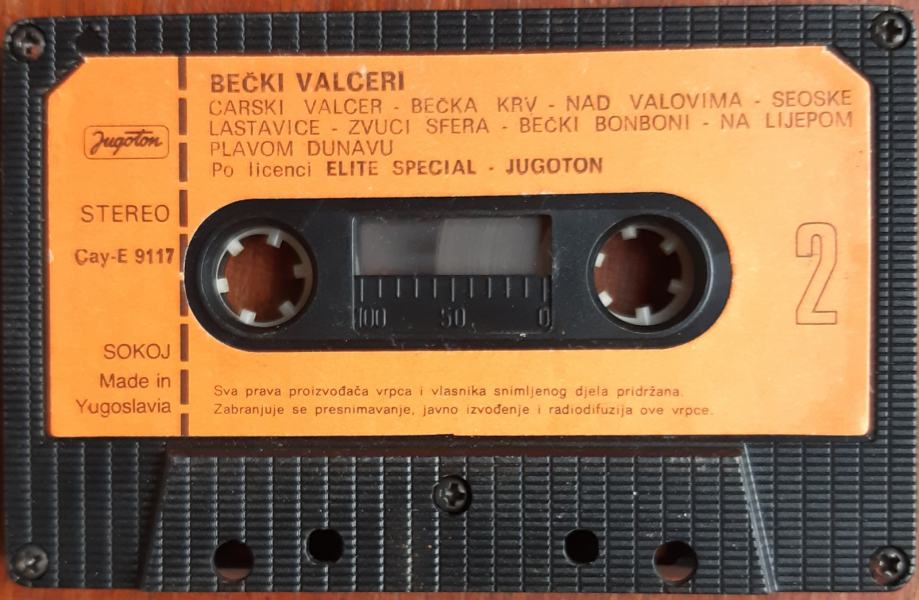 BEČKI VALCERI
CARSKI VALCER - BEČKA KRV - NAD VALOVIMA - SEOSKE
LASTAVICE - ZVUCI SFERA - BEČKI BONBONI - NA LIJEPOM
PLAVOM DUNAVU
Po licenci ELITE SPECIAL - JUGOTON
Jugoton
STEREO
Cay-E 9117
SOKOJ
Made in
Yugoslavia
2
100 50 0
Sva prava proizvođača vrpca i vlasnika snimljenog djela pridržana.
Zabranjuje se presnimavanje, javno izvođenje i radiodifuzija ove vrpce.